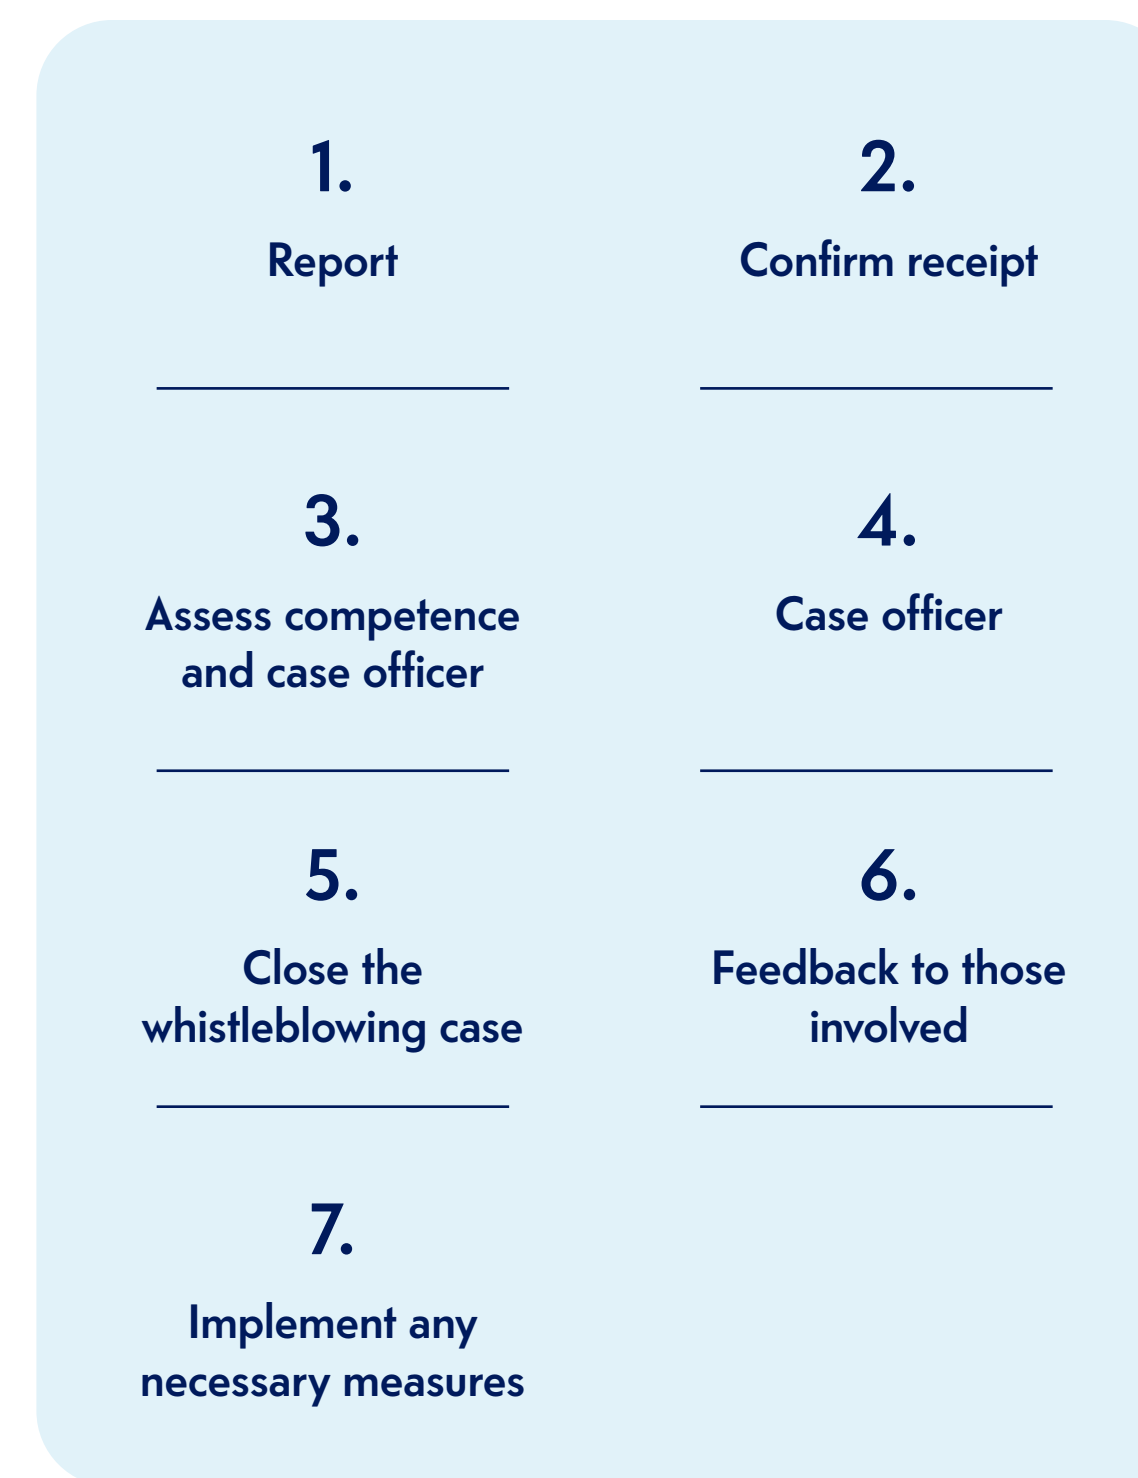 1.
Report
2.
Confirm receipt
3.
Assess competence
and case officer
4.
Case officer
5.
Close the
whistleblowing case
6.
Feedback to those
involved
7.
Implement any
necessary measures